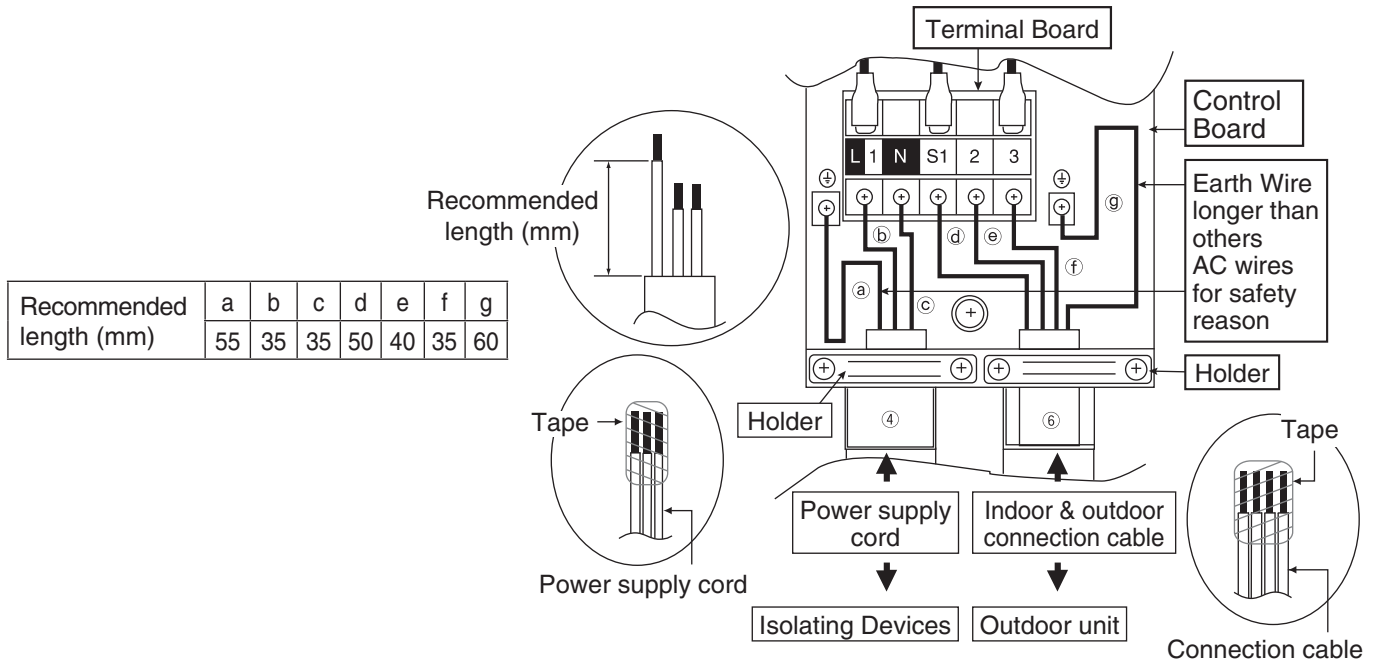 Terminal Board
Control
Board
L 1 N S1 2 3
Earth Wire
longer than
others
AC wires
for safety
reason
Recommended
length (mm)
ⓑ ⓓ ⓔ ⓖ
ⓕ
ⓐ
ⓒ
Recommended
length (mm)
a b c d e f g
55 35 35 50 40 35 60
Holder
Holder
④ ⑥
Tape
Power supply cord
Power supply
cord
Indoor & outdoor
connection cable
Isolating Devices
Outdoor unit
Tape
Connection cable